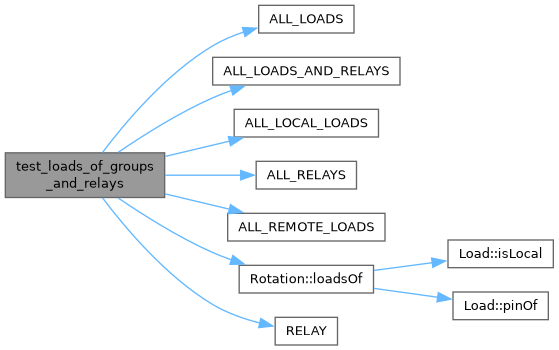 test_loads_of_groups
_and_relays
ALL_LOADS
ALL_LOADS_AND_RELAYS
ALL_LOCAL_LOADS
ALL_RELAYS
ALL_REMOTE_LOADS
Rotation::loadsOf
RELAY
Load::isLocal
Load::pinOf